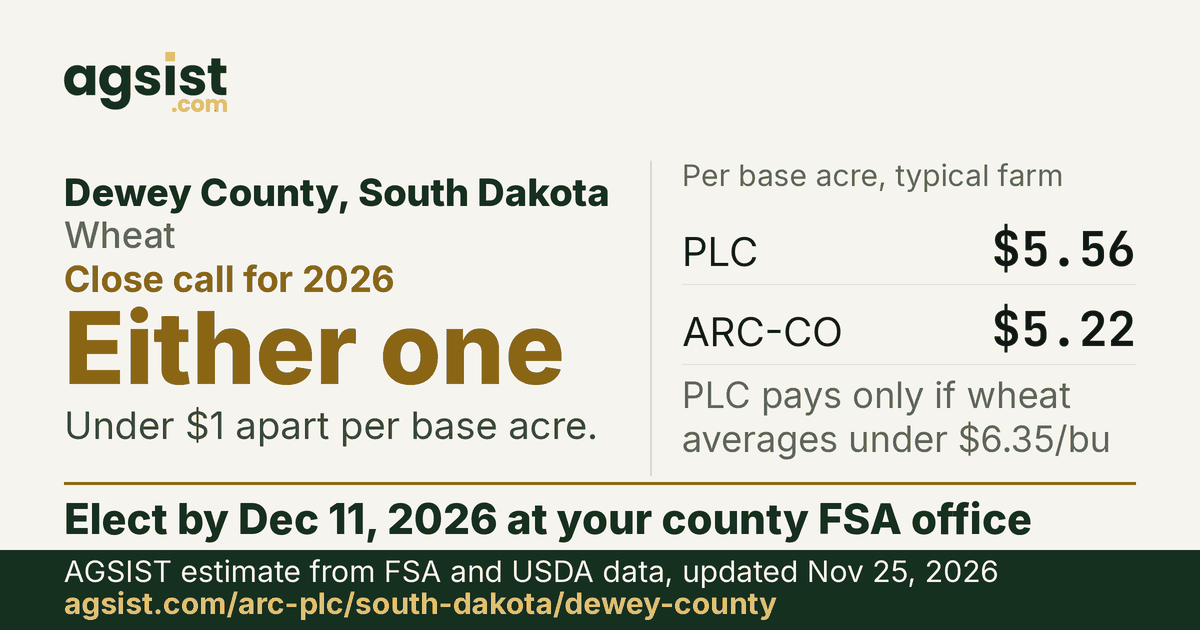 agsist
.com
Dewey County, South Dakota
Wheat
Close call for 2026
Either one
Under $1 apart per base acre.
Per base acre, typical farm
PLC $5.56
ARC-CO $5.22
PLC pays only if wheat
averages under $6.35/bu
Elect by Dec 11, 2026 at your county FSA office
AGSIST estimate from FSA and USDA data, updated Nov 25, 2026
agsist.com/arc-plc/south-dakota/dewey-county